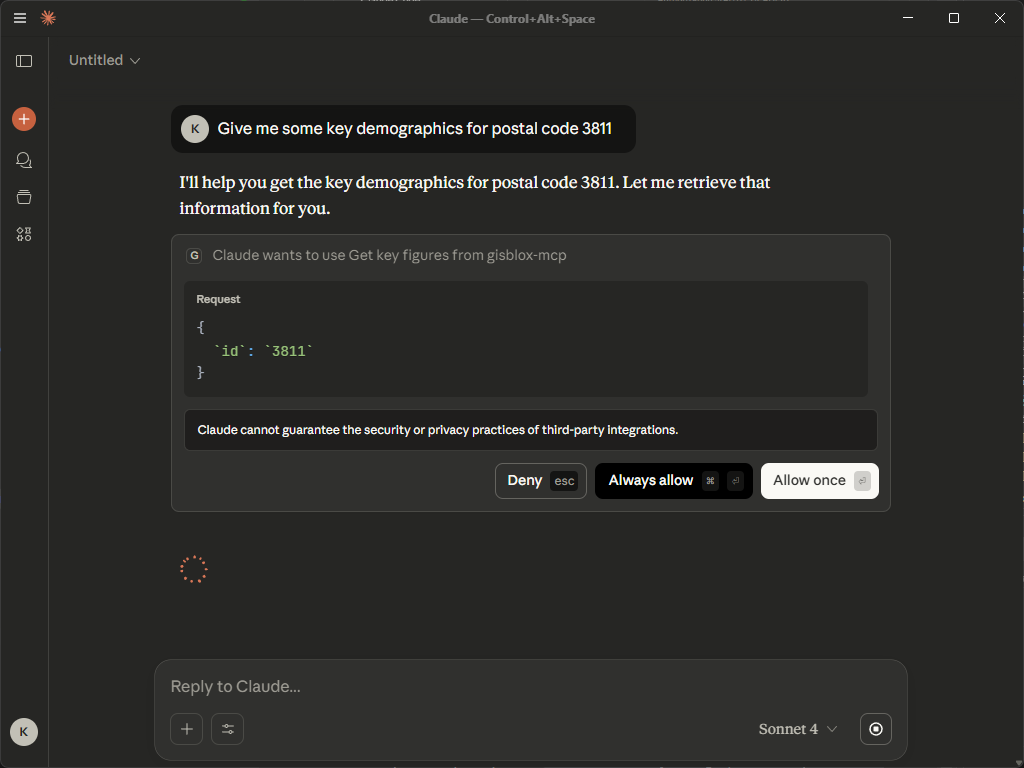 Claude — Control+Alt+Space
Untitled
K Give me some key demographics for postal code 3811
I'll help you get the key demographics for postal code 3811. Let me retrieve that
information for you.
G Claude wants to use Get key figures from gisblox-mcp
Request
{
`id`: `3811`
}
Claude cannot guarantee the security or privacy practices of third-party integrations.
Deny esc Always allow ⌘ ⏎ Allow once ⏎
Reply to Claude...
Sonnet 4
K